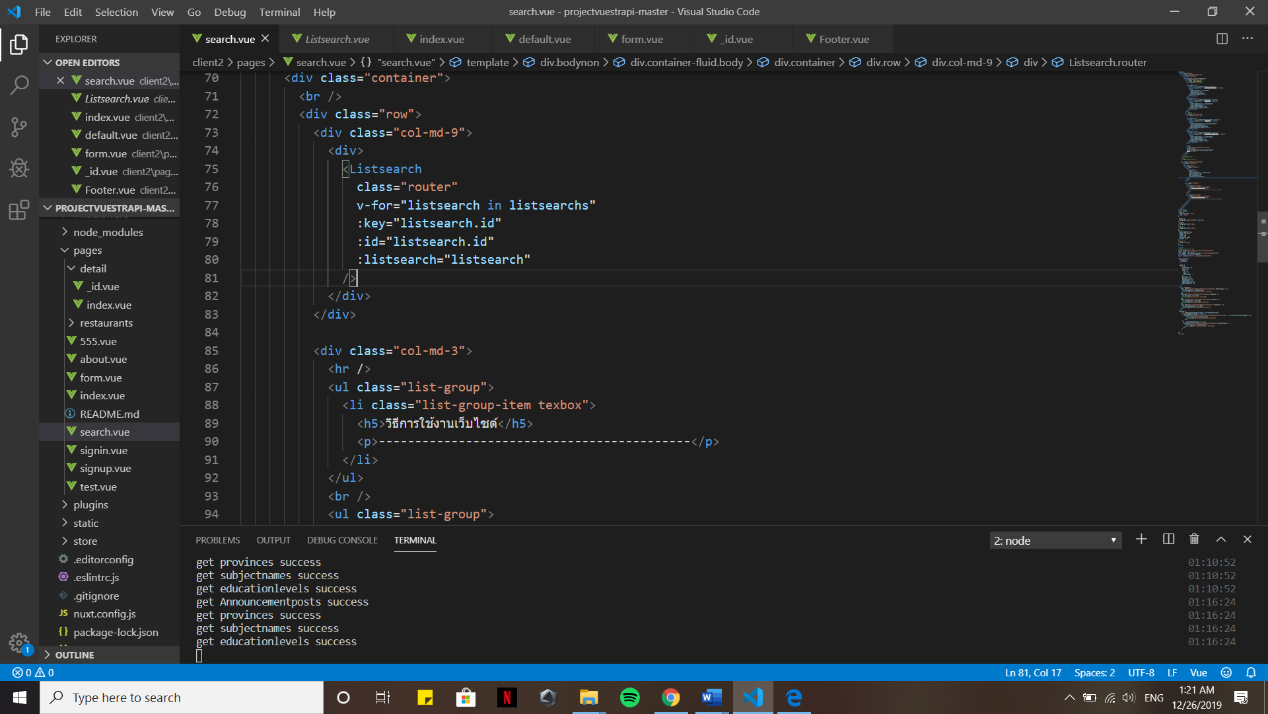 File Edit Selection View Go Debug Terminal Help
search.vue - projectvuestrapi-master - Visual Studio Code
EXPLORER
search.vue Listsearch.vue index.vue default.vue form.vue _id.vue Footer.vue
client2 > pages > search.vue > {} "search.vue" > template > div.bodynon > div.container-fluid.body > div.container > div.row > div.col-md-9 > div > Listsearch.router
OPEN EDITORS
search.vue client2\...
Listsearch.vue clie...
index.vue client2\...
default.vue client2...
form.vue client2\p...
_id.vue client2\pag...
Footer.vue client2...
PROJECTVUESTRAPI-MAS...
node_modules
pages
detail
_id.vue
index.vue
restaurants
555.vue
about.vue
form.vue
index.vue
README.md
search.vue
signin.vue
signup.vue
test.vue
plugins
static
store
.editorconfig
.eslintrc.js
.gitignore
nuxt.config.js
package-lock.json
OUTLINE
70 <div class="container">
71 <br />
72 <div class="row">
73 <div class="col-md-9">
74 <div>
75 <Listsearch
76 class="router"
77 v-for="listsearch in listsearchs"
78 :key="listsearch.id"
79 :id="listsearch.id"
80 :listsearch="listsearch"
81 />
82 </div>
83 </div>
84
85 <div class="col-md-3">
86 <hr />
87 <ul class="list-group">
88 <li class="list-group-item texbox">
89 <h5>วิธีการใช้งานเว็บไซต์</h5>
90 <p>------------------------------------------</p>
91 </li>
92 </ul>
93 <br />
94 <ul class="list-group">
PROBLEMS OUTPUT DEBUG CONSOLE TERMINAL
2: node
get provinces success 01:10:52
get subjectnames success 01:10:52
get educationlevels success 01:10:52
get Announcementposts success 01:16:24
get provinces success 01:16:24
get subjectnames success 01:16:24
get educationlevels success 01:16:24
1
0 0
Ln 81, Col 17 Spaces: 2 UTF-8 LF Vue
Type here to search
ENG
1:21 AM
12/26/2019